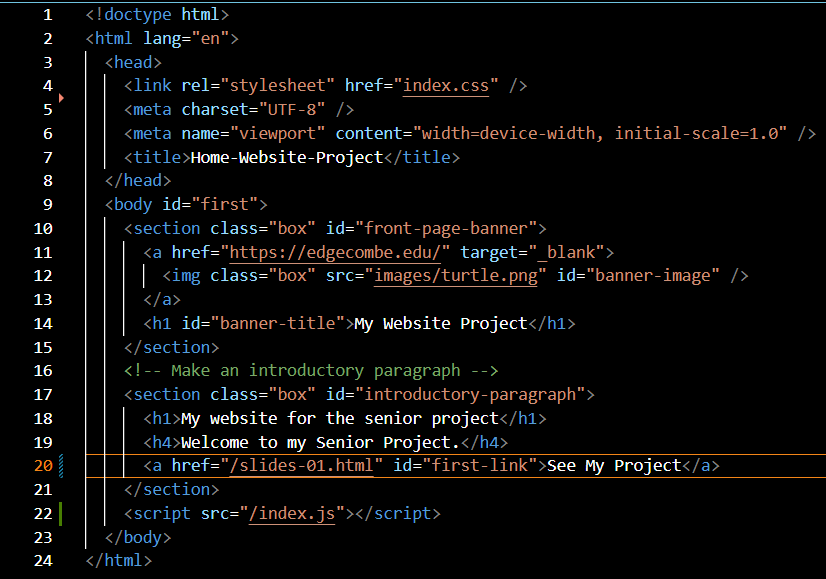 1 <!doctype html>
2 <html lang="en">
3 <head>
4 <link rel="stylesheet" href="index.css" />
5 <meta charset="UTF-8" />
6 <meta name="viewport" content="width=device-width, initial-scale=1.0" />
7 <title>Home-Website-Project</title>
8 </head>
9 <body id="first">
10 <section class="box" id="front-page-banner">
11 <a href="https://edgecombe.edu/" target="_blank">
12 <img class="box" src="images/turtle.png" id="banner-image" />
13 </a>
14 <h1 id="banner-title">My Website Project</h1>
15 </section>
16 <!-- Make an introductory paragraph -->
17 <section class="box" id="introductory-paragraph">
18 <h1>My website for the senior project</h1>
19 <h4>Welcome to my Senior Project.</h4>
20 <a href="/slides-01.html" id="first-link">See My Project</a>
21 </section>
22 <script src="/index.js"></script>
23 </body>
24 </html>